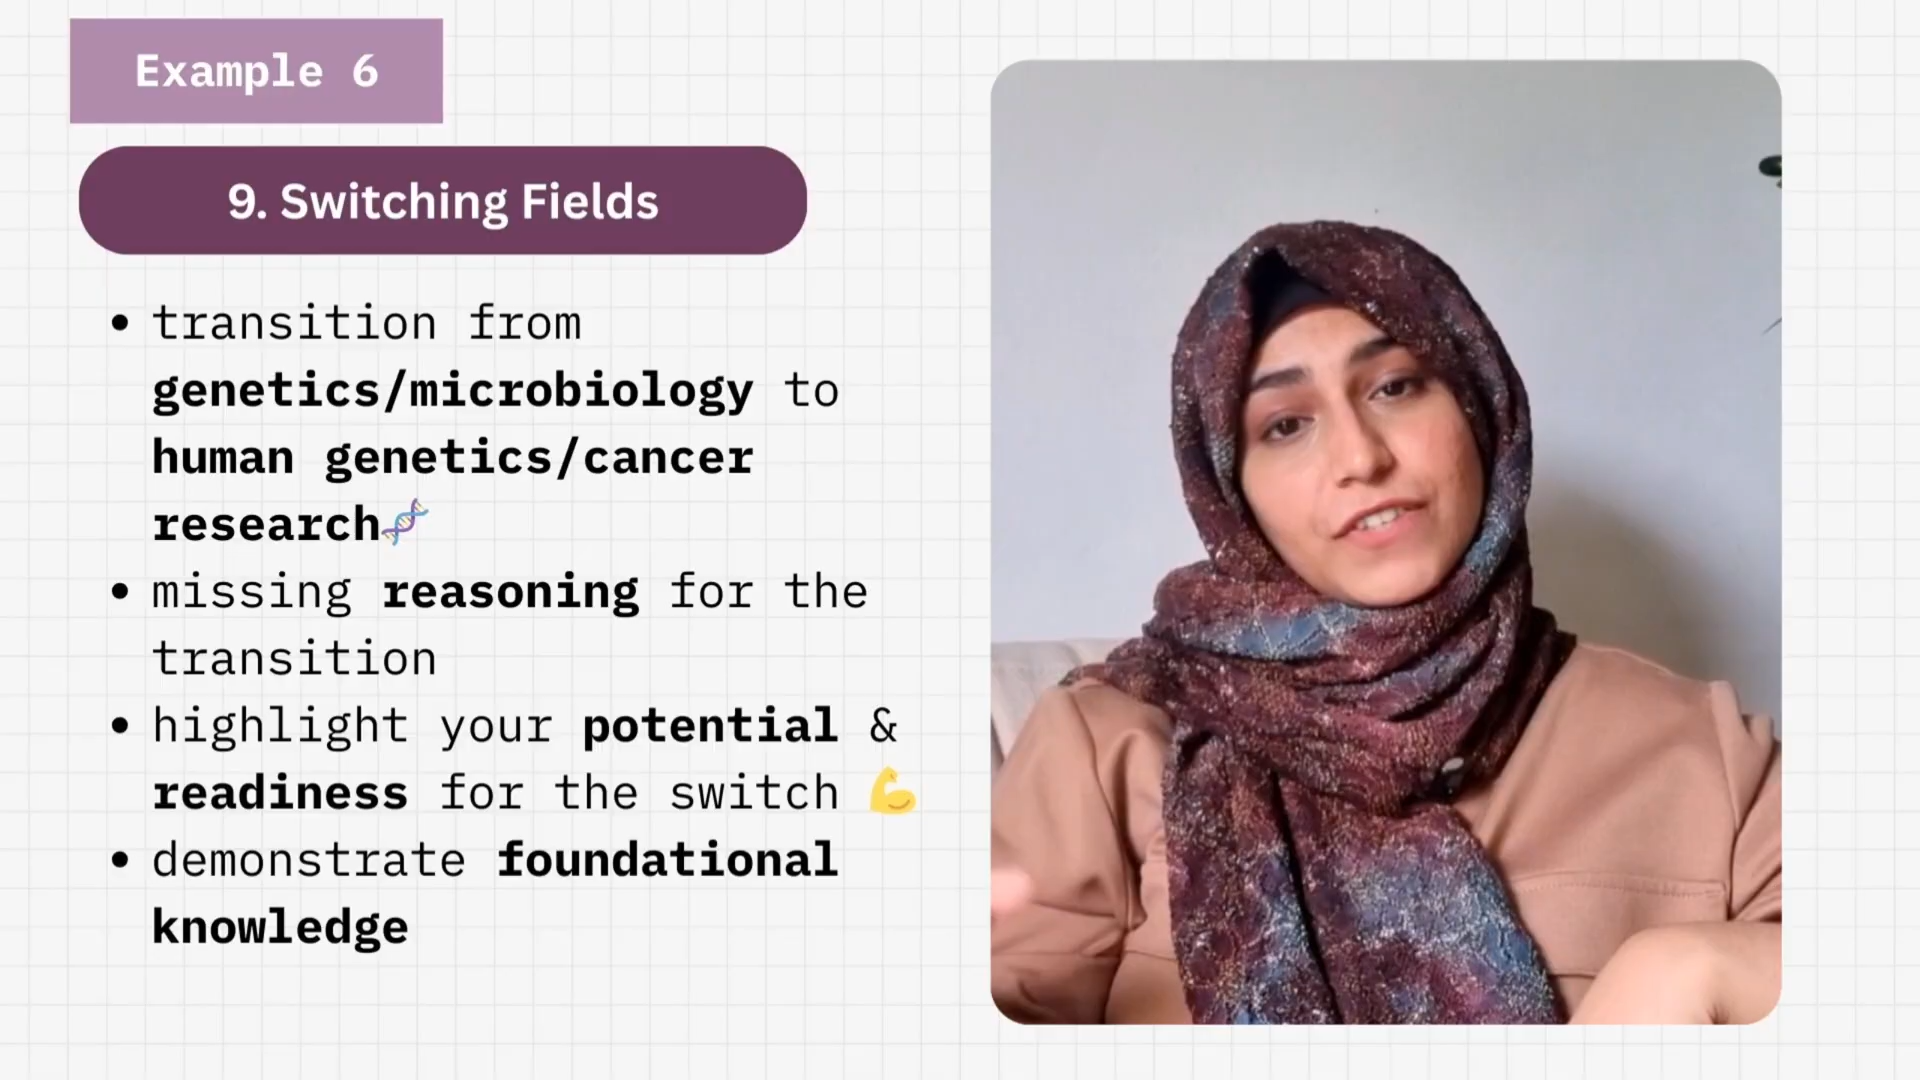 Example 6
9. Switching Fields
• transition from
genetics/microbiology to
human genetics/cancer
research🧬
• missing reasoning for the
transition
• highlight your potential &
readiness for the switch 💪
• demonstrate foundational
knowledge